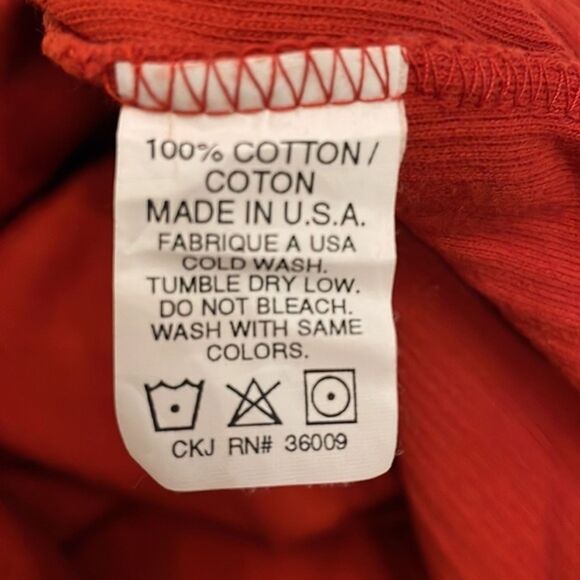 100% COTTON /
COTON
MADE IN U.S.A.
FABRIQUE A USA
COLD WASH.
TUMBLE DRY LOW.
DO NOT BLEACH.
WASH WITH SAME
COLORS.
CKJ RN# 36009